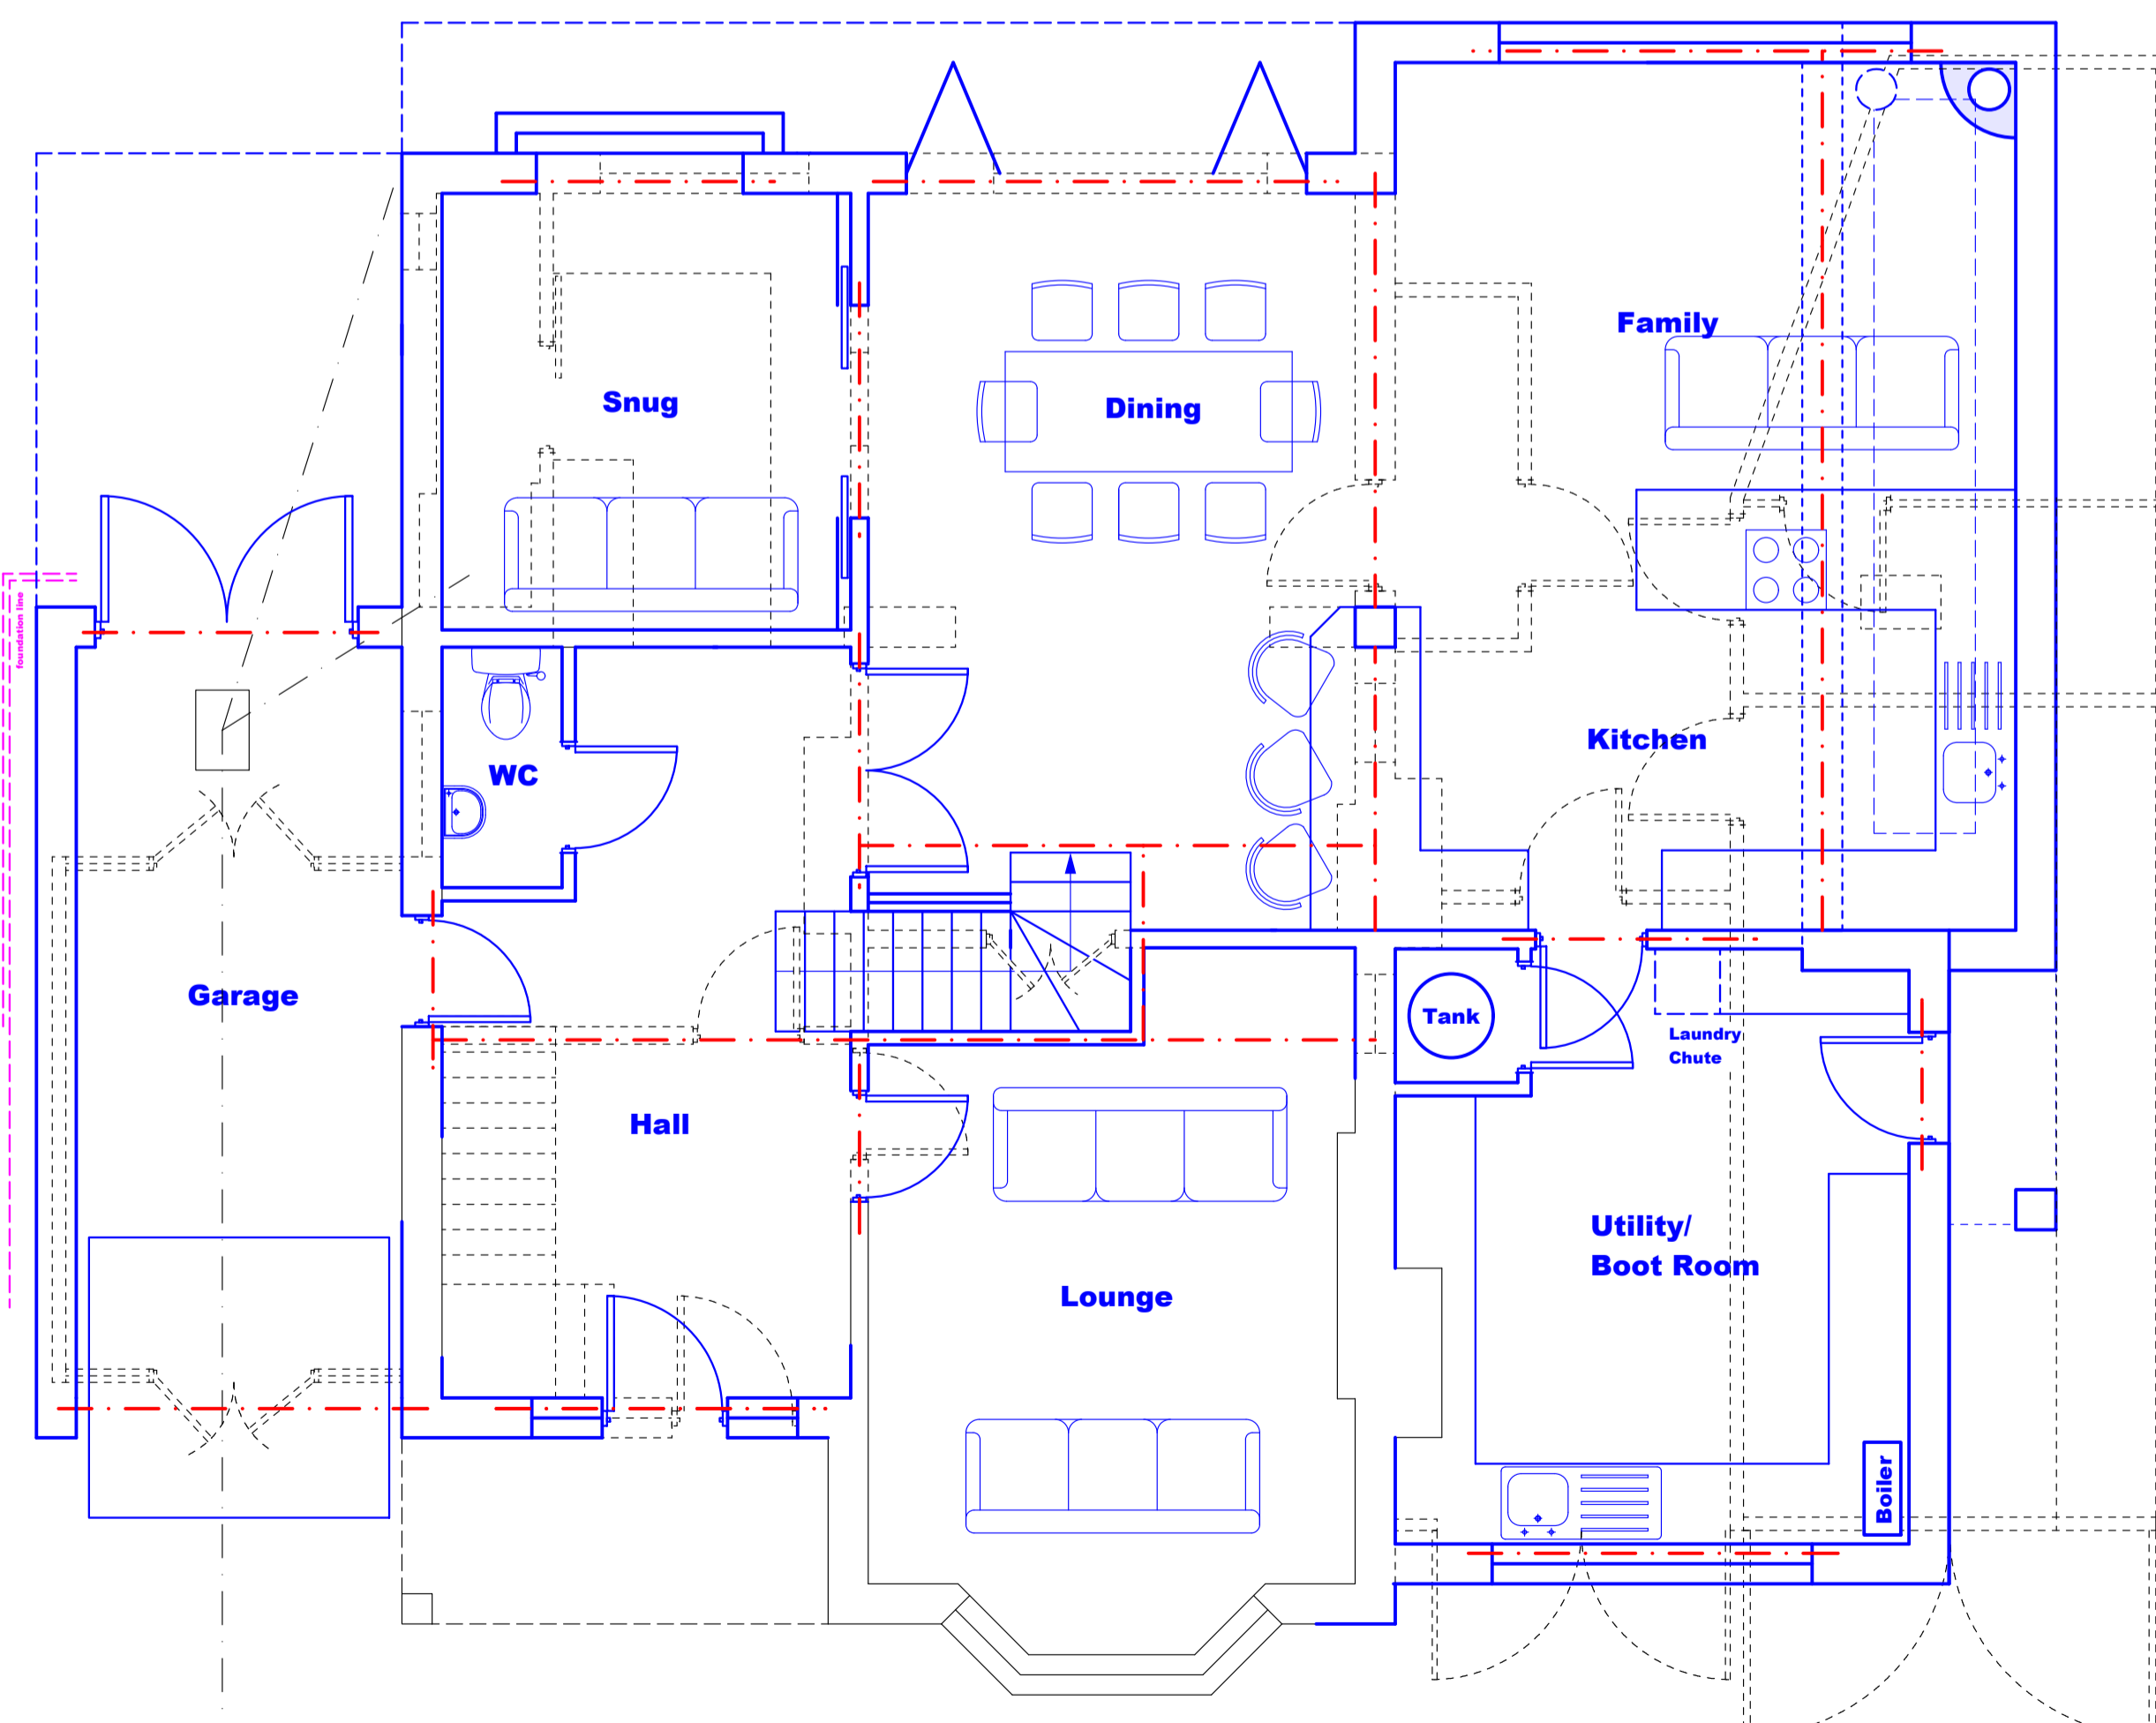 Family
Snug
Dining
foundation line
Kitchen
WC
Garage
Tank
Laundry
Chute
Hall
Utility/
Boot Room
Lounge
Boiler